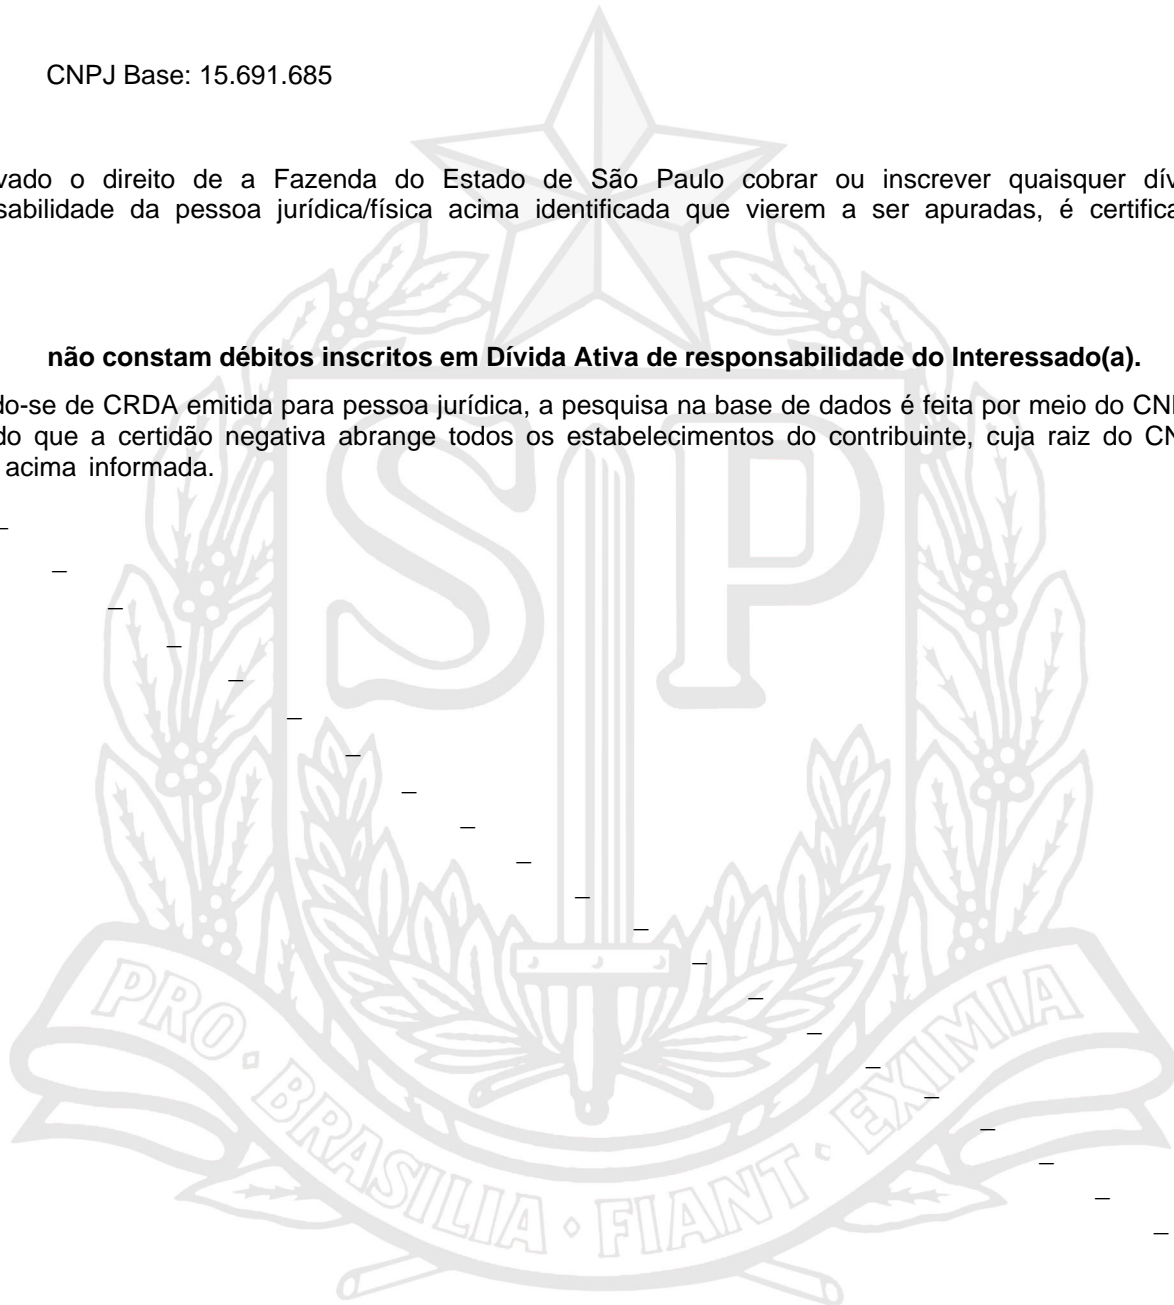 CNPJ Base: 15.691.685
vado o direito de a Fazenda do Estado de São Paulo cobrar ou inscrever quaisquer dív
sabilidade da pessoa jurídica/física acima identificada que vierem a ser apuradas, é certifica
não constam débitos inscritos em Dívida Ativa de responsabilidade do Interessado(a).
do-se de CRDA emitida para pessoa jurídica, a pesquisa na base de dados é feita por meio do CN
do que a certidão negativa abrange todos os estabelecimentos do contribuinte, cuja raiz do CN
acima informada.
SP
PRO • BRASILIA • FIANT • EXIMIA